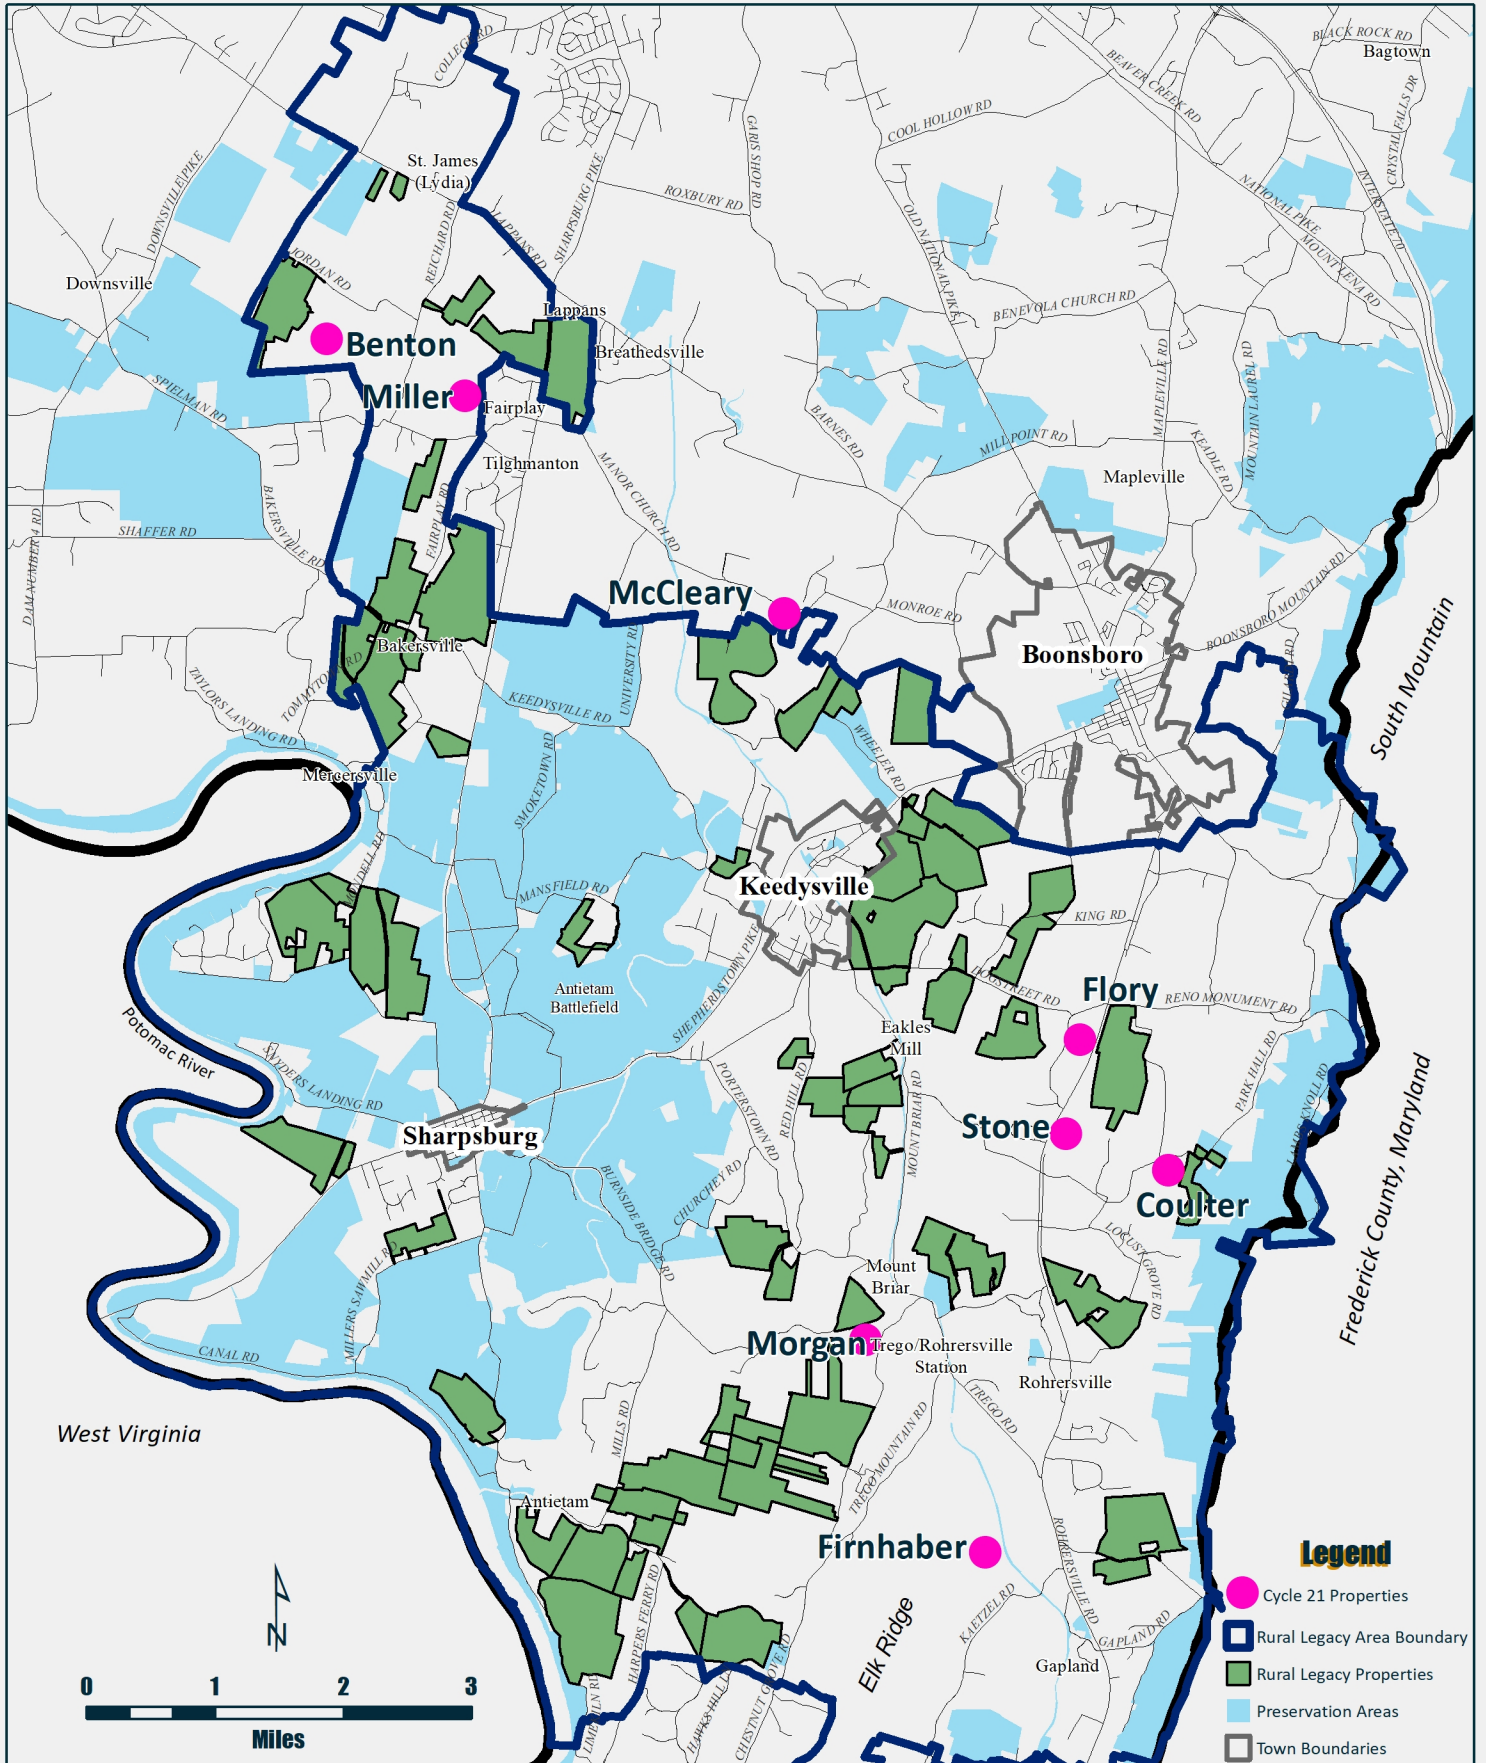 BLACK ROCK RD
Bagtown
COLLEGE RD
BEAVER CREEK RD
COOL HOLLOW RD
CRYSTAL FALLS DR
GARIS SHOP RD
DOWNSVILLE PIKE
St. James
(Lydia)
SHARPSBURG PIKE
ROXBURY RD
NATIONAL PIKE
INTERSTATE 70
REICHARD RD
LAPPANS RD
OLD NATIONAL PIKE
MOUNT LENA RD
JORDAN RD
Downsville
Lappans
BENEVOLA CHURCH RD
Benton
Breathedsville
MAPLEVILLE RD
MOUNTAIN LAUREL RD
SPIELMAN RD
Miller
Fairplay
BARNES RD
MILL POINT RD
KEADLE RD
Tilghmanton
MANOR CHURCH RD
Mapleville
DAM NUMBER 4 RD
SHAFFER RD
BAKERSVILLE RD
FAIRPLAY RD
McCleary
MONROE RD
BOONSBORO MOUNTAIN RD
South Mountain
Bakersville
Boonsboro
TAYLORS LANDING RD
TOMMYTOWN RD
UNIVERSITY RD
KEEDYSVILLE RD
Mercersville
SMOKETOWN RD
WHEELER RD
MONDELL RD
MANSFIELD RD
Keedysville
KING RD
Antietam
Battlefield
SHEPHERDSTOWN PIKE
DOGSTREET RD
Flory
RENO MONUMENT RD
Potomac River
Eakles
Mill
SNYDERS LANDING RD
PORTERSTOWN RD
RED HILL RD
MOUNT BRIAR RD
PARK HALL RD
LAMBS KNOLL RD
Sharpsburg
Stone
Coulter
BURNSIDE BRIDGE RD
CHURCHEY RD
LOCUST GROVE RD
Frederick County, Maryland
MILLERS SAWMILL RD
Mount
Briar
CANAL RD
Morgan
Trego/Rohrersville
Station
Rohrersville
West Virginia
MILLS RD
TREGO RD
TREGO MOUNTAIN RD
Antietam
Firnhaber
ROHRERSVILLE RD
HARPERS FERRY RD
Elk Ridge
KAETZEL RD
GAPLAND RD
Gapland
CHESTNUT GROVE RD
N
0 1 2 3
Miles
Legend
Cycle 21 Properties
Rural Legacy Area Boundary
Rural Legacy Properties
Preservation Areas
Town Boundaries